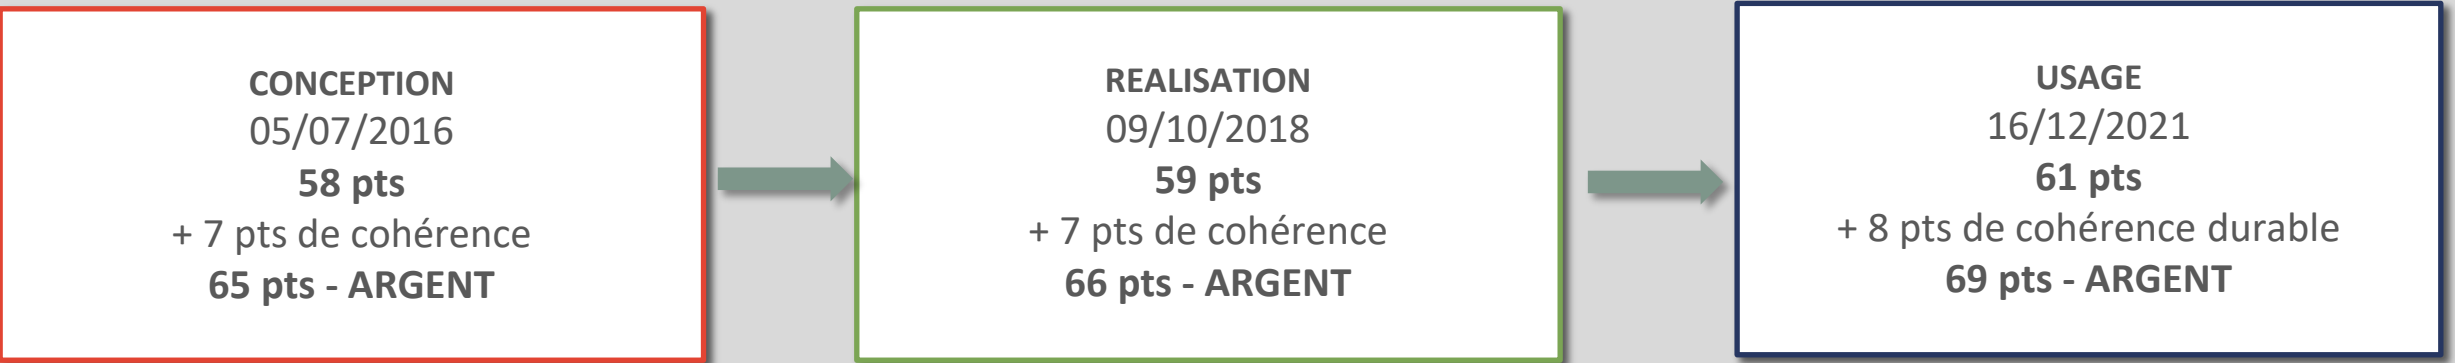 CONCEPTION
05/07/2016
58 pts
+ 7 pts de cohérence
65 pts - ARGENT
REALISATION
09/10/2018
59 pts
+ 7 pts de cohérence
66 pts - ARGENT
USAGE
16/12/2021
61 pts
+ 8 pts de cohérence durable
69 pts - ARGENT